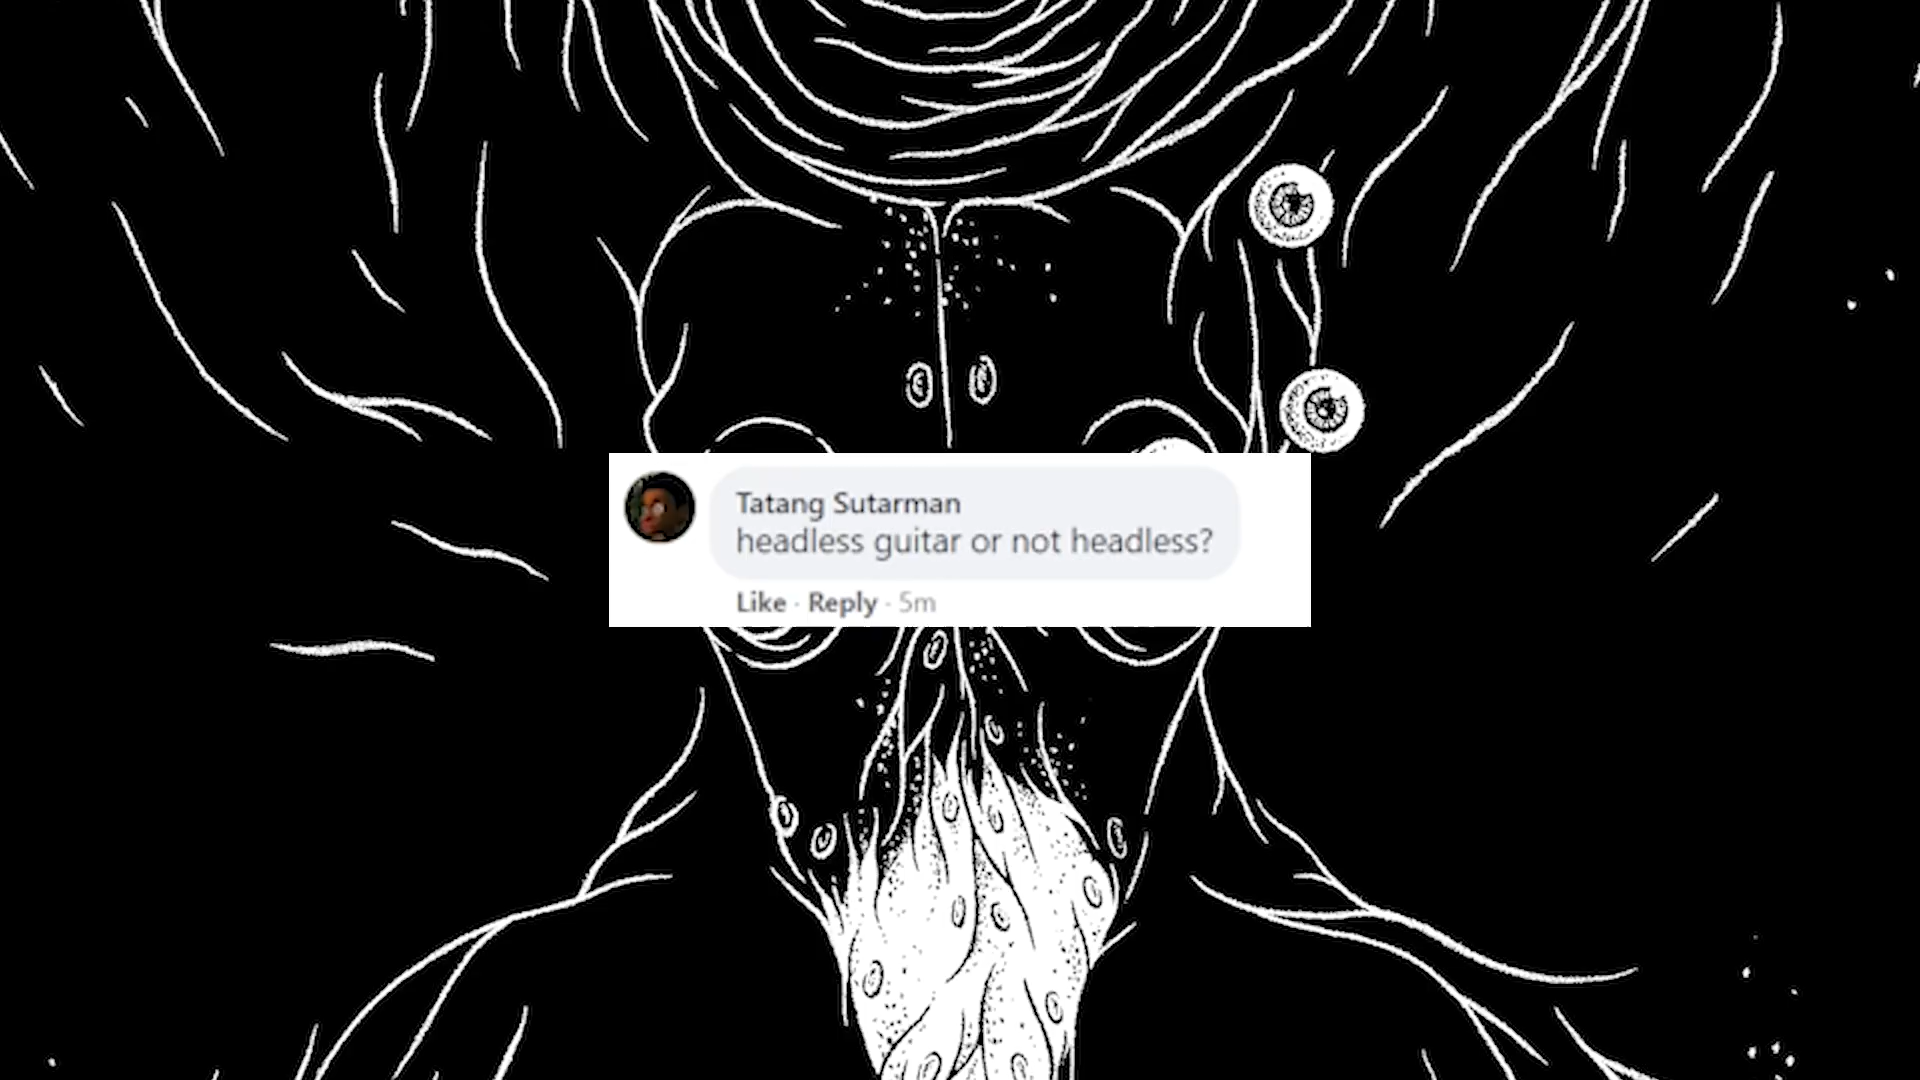 Tatang Sutarman
headless guitar or not headless?
Like · Reply · 5m